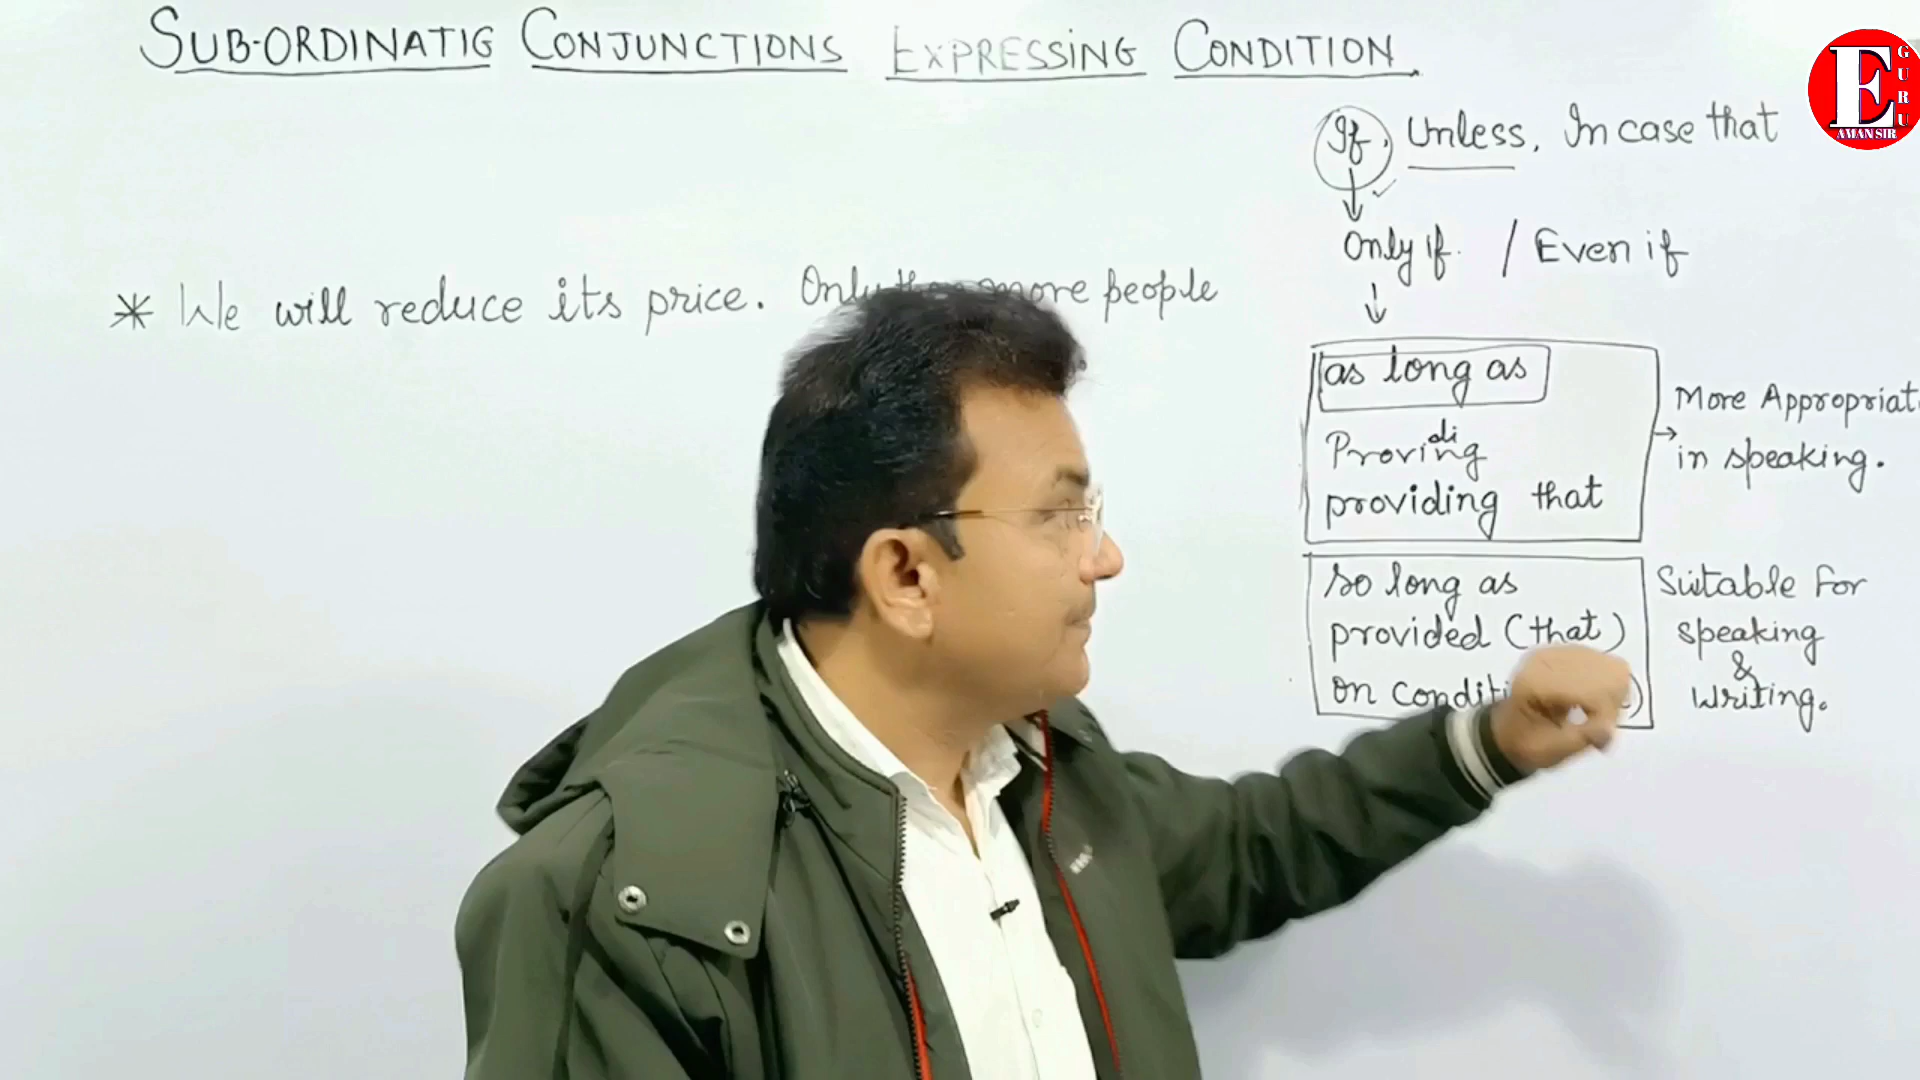 SUB-ORDINATIG CONJUNCTIONS EXPRESSING CONDITION
E
GURU
AMAN SIR
If, Unless, In case that
Only if. / Even if
* We will reduce its price. Only more people
as long as
Proving
di
providing that
More Appropriat
in speaking.
so long as
provided (that)
on
Suitable For
speaking
&
Writing.